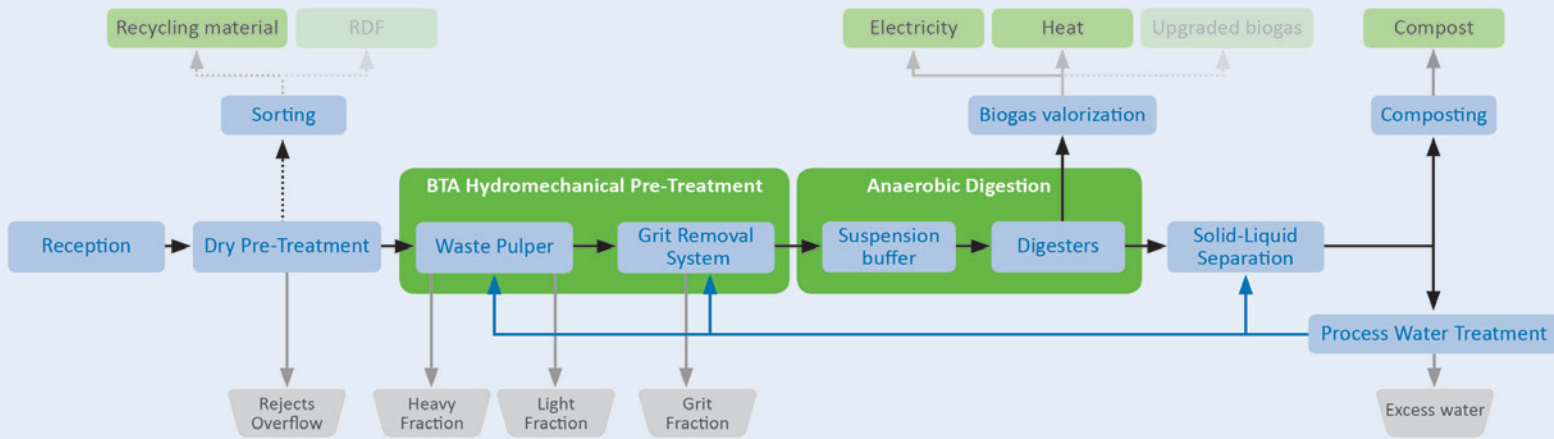 Recycling material
RDF
Electricity
Heat
Upgraded biogas
Compost
Sorting
Biogas valorization
Composting
BTA Hydromechanical Pre-Treatment
Anaerobic Digestion
Reception
Dry Pre-Treatment
Waste Pulper
Grit Removal
System
Suspension
buffer
Digesters
Solid-Liquid
Separation
Process Water Treatment
Rejects
Overflow
Heavy
Fraction
Light
Fraction
Grit
Fraction
Excess water